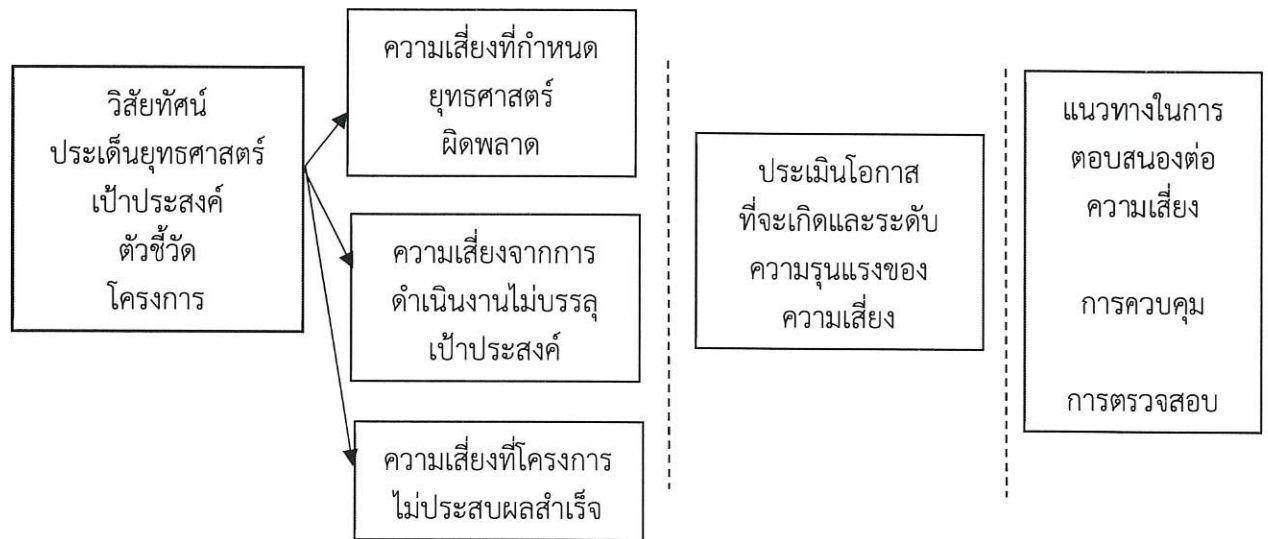 วิสัยทัศน์
ประเด็นยุทธศาสตร์
เป้าประสงค์
ตัวชี้วัด
โครงการ
ความเสี่ยงที่กำหนด
ยุทธศาสตร์
ผิดพลาด
ความเสี่ยงจากการ
ดำเนินงานไม่บรรลุ
เป้าประสงค์
ความเสี่ยงที่โครงการ
ไม่ประสบผลสำเร็จ
ประเมินโอกาส
ที่จะเกิดและระดับ
ความรุนแรงของ
ความเสี่ยง
แนวทางในการ
ตอบสนองต่อ
ความเสี่ยง
การควบคุม
การตรวจสอบ